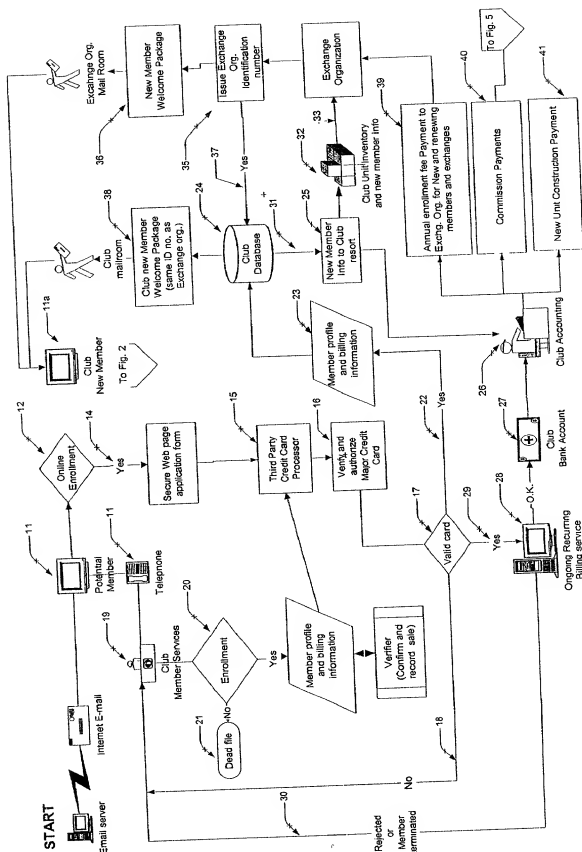 START
Email server
Internet E-mail
11
Potential
Member
11
Telephone
12
Online
Enrollment
14
Yes
Secure Web page
application form
11a
Club
New Member
To Fig. 2
Club
mailroom
38
Club new Member
Welcome Package
(same ID no. as
Exchange org.)
24
Club
Database
37
Yes
31
25
New Member
Info to Club
resort
Excahnge Org.
Mail Room
36
New Member
Welcome Package
35
Issue Exchange
Org.
Identification
number
32
33
Exchange
Organization
Club Unit Inventory
and new member info
19
Club
Member Services
20
Enrollment
No
21
Dead file
Yes
Member profile
and billing
information
Verifier
(Confirm and
record sale)
15
Third Party
Credit Card
Processor
16
Verify and
authorize
Major Credit
Card
17
Valid card
22
Yes
23
Member profile
and billing
information
18
No
30
Rejected
or
Member
Terminated
29
Yes
28
Ongoing Recurring
Billing service
O.K.
27
Club
Bank Account
26
Club Accounting
39
Annual enrollment fee Payment to
Exchg. Org. for New and renewing
members and exchanges
40
Commission Payments
To Fig. 5
41
New Unit Construction Payment